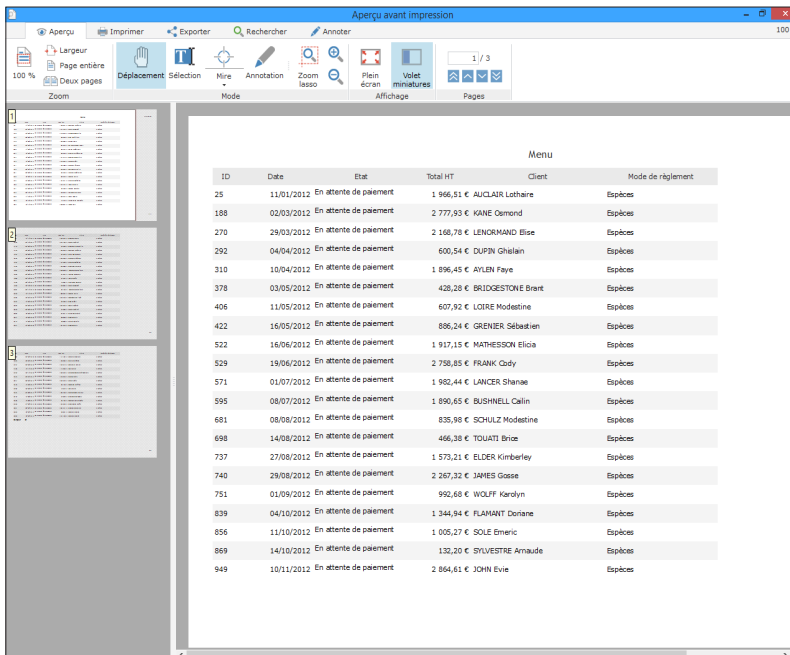 Aperçu avant impression
Aperçu Imprimer Exporter Rechercher Annoter 100
100 % Largeur Page entière Deux pages Déplacement Sélection Mire Annotation Zoom lasso Plein écran Volet miniatures 1 / 3
Zoom Mode Affichage Pages
1
2
3
Menu
ID Date Etat Total HT Client Mode de règlement
25 11/01/2012 En attente de paiement 1 966,51 € AUCLAIR Lothaire Espèces
188 02/03/2012 En attente de paiement 2 777,93 € KANE Osmond Espèces
270 29/03/2012 En attente de paiement 2 168,78 € LENORMAND Elise Espèces
292 04/04/2012 En attente de paiement 600,54 € DUPIN Ghislain Espèces
310 10/04/2012 En attente de paiement 1 896,45 € AYLEN Faye Espèces
378 03/05/2012 En attente de paiement 428,28 € BRIDGESTONE Brant Espèces
406 11/05/2012 En attente de paiement 607,92 € LOIRE Modestine Espèces
422 16/05/2012 En attente de paiement 886,24 € GRENIER Sébastien Espèces
522 16/06/2012 En attente de paiement 1 917,15 € MATHESSON Elicia Espèces
529 19/06/2012 En attente de paiement 2 758,85 € FRANK Cody Espèces
571 01/07/2012 En attente de paiement 1 982,44 € LANCER Shanae Espèces
595 08/07/2012 En attente de paiement 1 890,65 € BUSHNELL Cailin Espèces
681 08/08/2012 En attente de paiement 835,98 € SCHULZ Modestine Espèces
698 14/08/2012 En attente de paiement 466,38 € TOUATI Brice Espèces
737 27/08/2012 En attente de paiement 1 573,21 € ELDER Kimberley Espèces
740 29/08/2012 En attente de paiement 2 267,32 € JAMES Gosse Espèces
751 01/09/2012 En attente de paiement 992,68 € WOLFF Karolyn Espèces
839 04/10/2012 En attente de paiement 1 344,94 € FLAMANT Doriane Espèces
856 11/10/2012 En attente de paiement 1 005,27 € SOLE Emeric Espèces
869 14/10/2012 En attente de paiement 132,20 € SYLVESTRE Arnaude Espèces
949 10/11/2012 En attente de paiement 2 864,61 € JOHN Evie Espèces